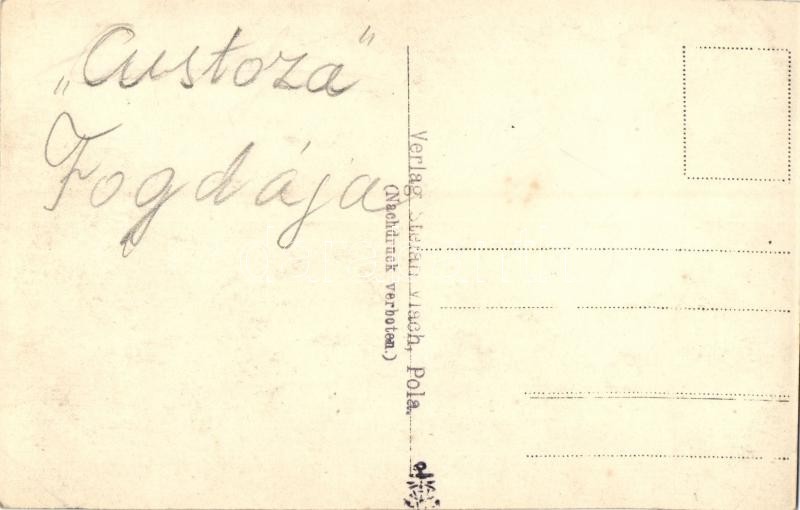 „Custoza”
Fogdája
Verlag Stefan Vlach, Pola.
(Nachdruck verboten.)